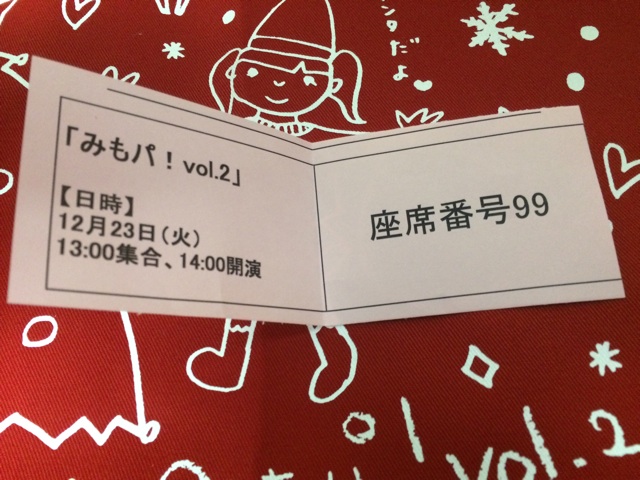 ンタだよ
「みもパ！vol.2」
【日時】
12月23日（火）
13:00集合、14:00開演
座席番号99
vol.2